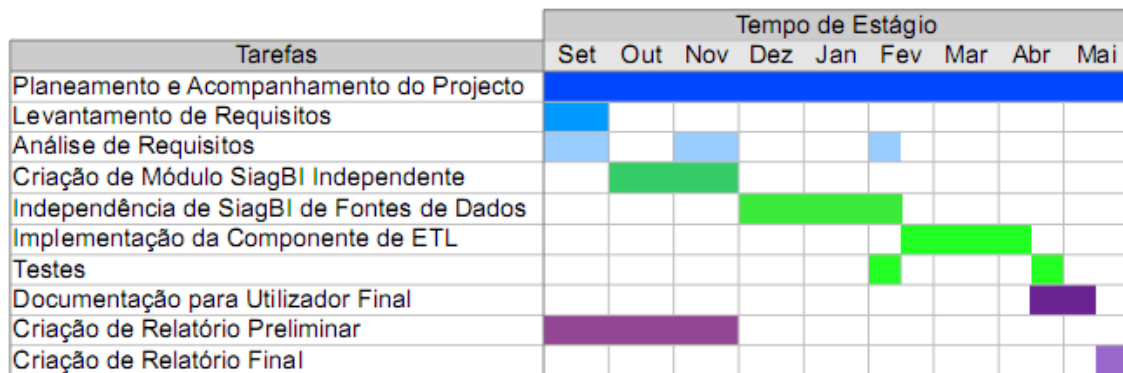 Tempo de Estágio
Tarefas Set Out Nov Dez Jan Fev Mar Abr Mai
Planeamento e Acompanhamento do Projecto
Levantamento de Requisitos
Análise de Requisitos
Criação de Módulo SiagBI Independente
Independência de SiagBI de Fontes de Dados
Implementação da Componente de ETL
Testes
Documentação para Utilizador Final
Criação de Relatório Preliminar
Criação de Relatório Final